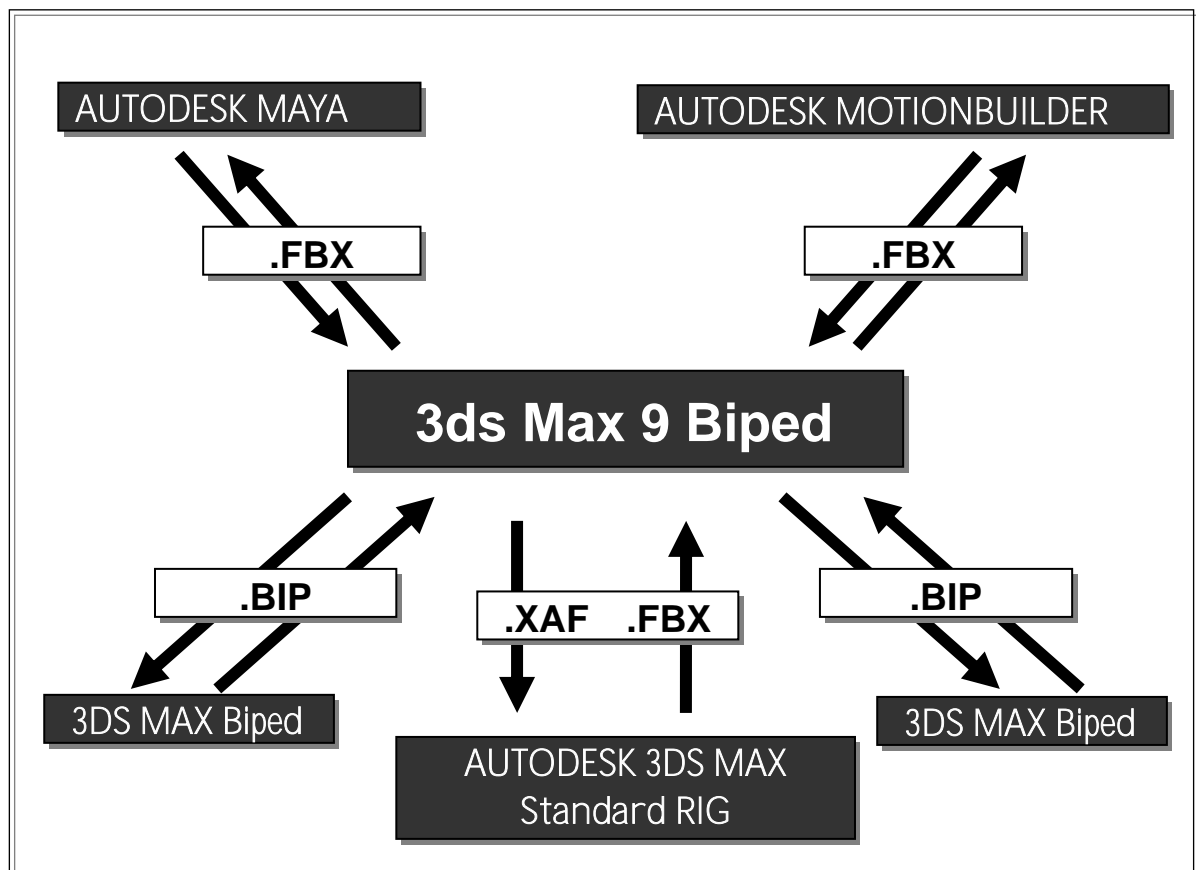 AUTODESK MAYA
AUTODESK MOTIONBUILDER
.FBX
.FBX
3ds Max 9 Biped
.BIP
.XAF .FBX
.BIP
3DS MAX Biped
3DS MAX Biped
AUTODESK 3DS MAX
Standard RIG